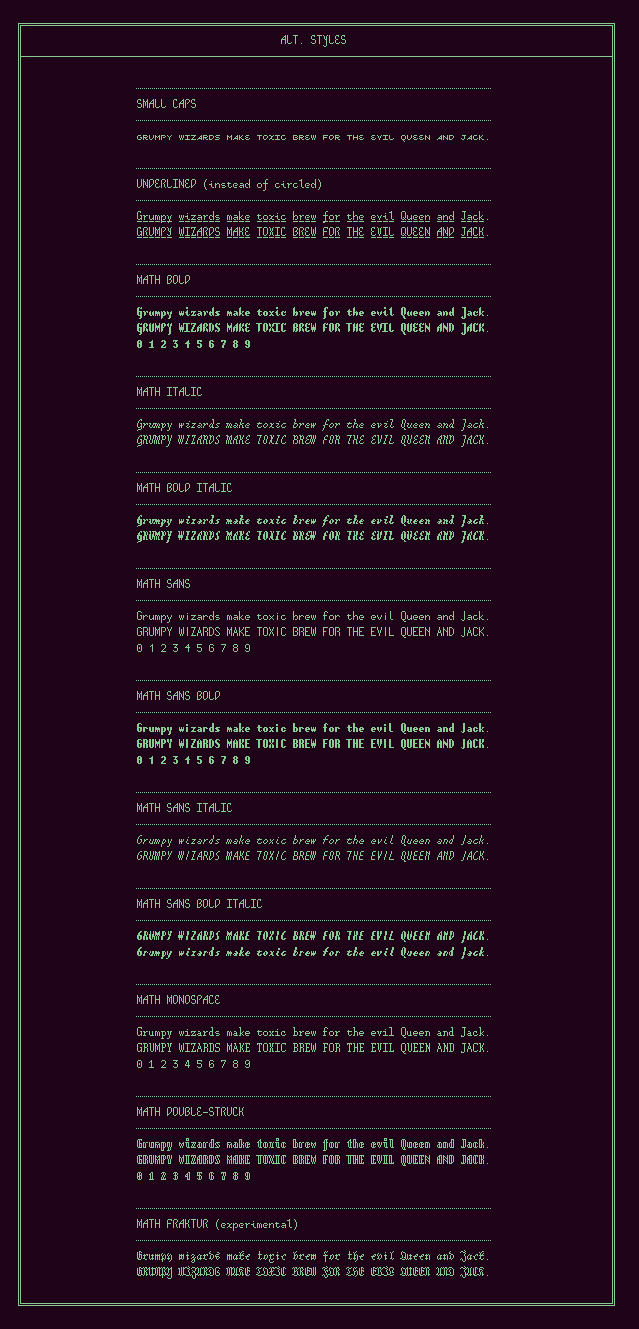 ALT. STYLES
SMALL CAPS
GRUMPY WIZARDS MAKE TOXIC BREW FOR THE EVIL QUEEN AND JACK.
UNDERLINED (instead of circled)
Grumpy wizards make toxic brew for the evil Queen and Jack.
GRUMPY WIZARDS MAKE TOXIC BREW FOR THE EVIL QUEEN AND JACK.
MATH BOLD
Grumpy wizards make toxic brew for the evil Queen and Jack.
GRUMPY WIZARDS MAKE TOXIC BREW FOR THE EVIL QUEEN AND JACK.
0 1 2 3 4 5 6 7 8 9
MATH ITALIC
Grumpy wizards make toxic brew for the evil Queen and Jack.
GRUMPY WIZARDS MAKE TOXIC BREW FOR THE EVIL QUEEN AND JACK.
MATH BOLD ITALIC
Grumpy wizards make toxic brew for the evil Queen and Jack.
GRUMPY WIZARDS MAKE TOXIC BREW FOR THE EVIL QUEEN AND JACK.
MATH SANS
Grumpy wizards make toxic brew for the evil Queen and Jack.
GRUMPY WIZARDS MAKE TOXIC BREW FOR THE EVIL QUEEN AND JACK.
0 1 2 3 4 5 6 7 8 9
MATH SANS BOLD
Grumpy wizards make toxic brew for the evil Queen and Jack.
GRUMPY WIZARDS MAKE TOXIC BREW FOR THE EVIL QUEEN AND JACK.
0 1 2 3 4 5 6 7 8 9
MATH SANS ITALIC
Grumpy wizards make toxic brew for the evil Queen and Jack.
GRUMPY WIZARDS MAKE TOXIC BREW FOR THE EVIL QUEEN AND JACK.
MATH SANS BOLD ITALIC
GRUMPY WIZARDS MAKE TOXIC BREW FOR THE EVIL QUEEN AND JACK.
Grumpy wizards make toxic brew for the evil Queen and Jack.
MATH MONOSPACE
Grumpy wizards make toxic brew for the evil Queen and Jack.
GRUMPY WIZARDS MAKE TOXIC BREW FOR THE EVIL QUEEN AND JACK.
0 1 2 3 4 5 6 7 8 9
MATH DOUBLE-STRUCK
Grumpy wizards make toxic brew for the evil Queen and Jack.
GRUMPY WIZARDS MAKE TOXIC BREW FOR THE EVIL QUEEN AND JACK.
0 1 2 3 4 5 6 7 8 9
MATH FRAKTUR (experimental)
Grumpy wizards make toxic brew for the evil Queen and Jack.
GRUMPY WIZARDS MAKE TOXIC BREW FOR THE EVIL QUEEN AND JACK.